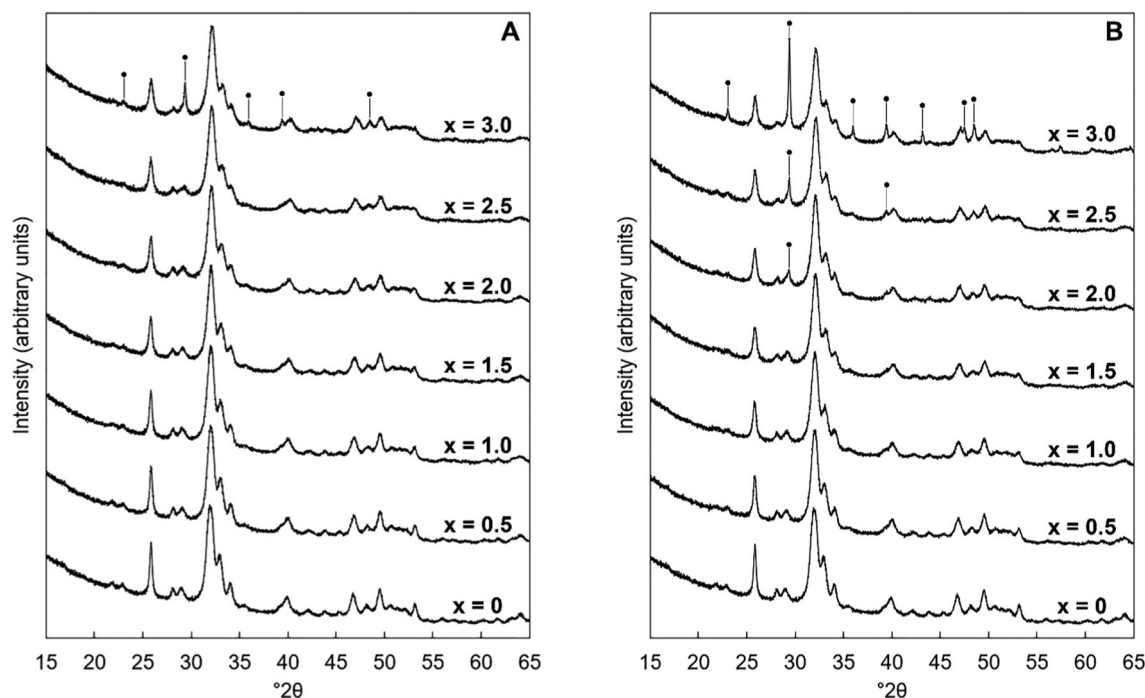 A
x = 3.0
x = 2.5
x = 2.0
x = 1.5
x = 1.0
x = 0.5
x = 0
Intensity (arbitrary units)
15 20 25 30 35 40 45 50 55 60 65
°2θ
B
x = 3.0
x = 2.5
x = 2.0
x = 1.5
x = 1.0
x = 0.5
x = 0
Intensity (arbitrary units)
15 20 25 30 35 40 45 50 55 60 65
°2θ